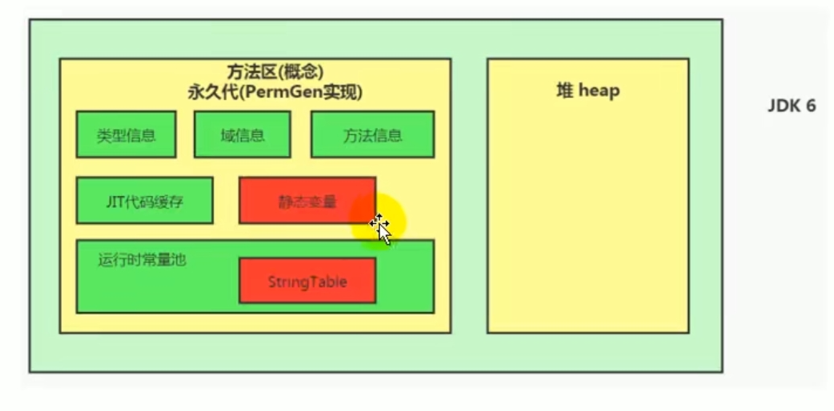 方法区(概念)
永久代(PermGen实现)
堆 heap
JDK 6
类型信息
域信息
方法信息
JIT代码缓存
静态变量
运行时常量池
StringTable